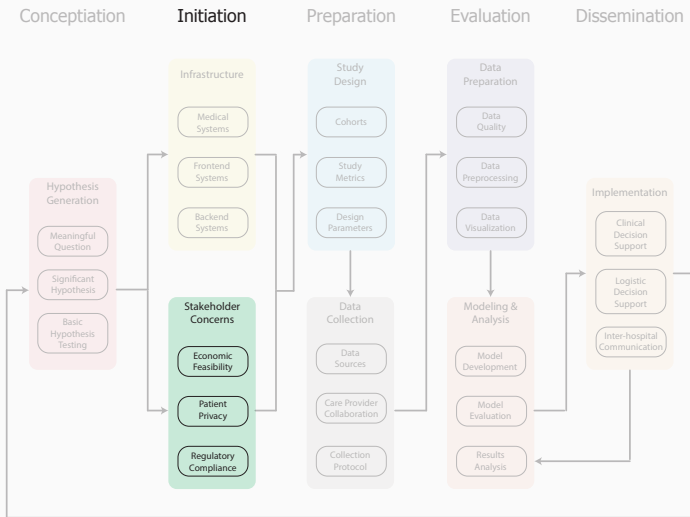 Conceptiation
Initiation
Preparation
Evaluation
Dissemination
Hypothesis
Generation
Meaningful
Question
Significant
Hypothesis
Basic
Hypothesis
Testing
Infrastructure
Medical
Systems
Frontend
Systems
Backend
Systems
Stakeholder
Concerns
Economic
Feasibility
Patient
Privacy
Regulatory
Compliance
Study
Design
Cohorts
Study
Metrics
Design
Parameters
Data
Collection
Data
Sources
Care Provider
Collaboration
Collection
Protocol
Data
Preparation
Data
Quality
Data
Preprocessing
Data
Visualization
Modeling &
Analysis
Model
Development
Model
Evaluation
Results
Analysis
Implementation
Clinical
Decision
Support
Logistic
Decision
Support
Inter-hospital
Communication